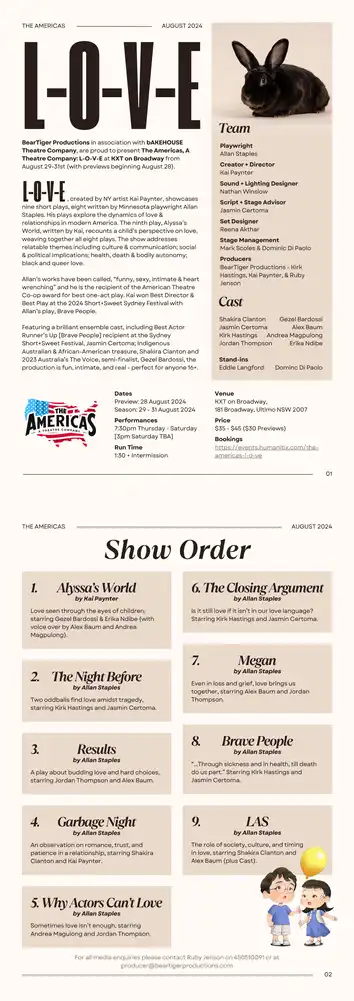 THE AMERICAS
AUGUST 2024
L-O-V-E
BearTiger Productions in association with bAKEHOUSE
Theatre Company, are proud to present The Americas, A
Theatre Company: L-O-V-E at KXT on Broadway from
August 29-31st (with previews beginning August 28).
L-O-V-E, created by NY artist Kai Paynter, showcases
nine short plays, eight written by Minnesota playwright Allan
Staples. His plays explore the dynamics of love &
relationships in modern America. The ninth play, Alyssa's
World, written by Kai, recounts a child's perspective on love,
weaving together all eight plays. The show addresses
relatable themes including culture & communication; social
& political implications; health, death & bodily autonomy;
black and queer love.
Allan's works have been called, "funny, sexy, intimate & heart
wrenching" and he is the recipient of the American Theatre
Co-op award for best one-act play. Kai won Best Director &
Best Play at the 2024 Short+Sweet Sydney Festival with
Allan's play, Brave People.
Featuring a brilliant ensemble cast, including Best Actor
Runner's Up [Brave People] recipient at the Sydney
Short+Sweet Festival, Jasmin Certoma; Indigenous
Australian & African-American treasure, Shakira Clanton and
2023 Australia's The Voice, semi-finalist, Gezel Bardossi, the
production is fun, intimate, and real - perfect for anyone 16+.
Team
Playwright
Allan Staples
Creator + Director
Kai Paynter
Sound + Lighting Designer
Nathan Winslow
Script + Stage Advisor
Jasmin Certoma
Set Designer
Reena Akthar
Stage Management
Mark Scoles & Dominic Di Paolo
Producers
BearTiger Productions - Kirk
Hastings, Kai Paynter, & Ruby
Jenson
Cast
Shakira Clanton Gezel Bardossi
Jasmin Certoma Alex Baum
Kirk Hastings Andrea Magulong
Jordan Thompson Erika Ndibe
Stand-ins
Eddie Langford Dominc Di Paolo
THE
AMERICAS
A THEATRE COMPANY
Dates
Preview: 28 August 2024
Season: 29 - 31 August 2024
Performances
7:30pm Thursday - Saturday
[3pm Saturday TBA]
Run Time
1:30 + Intermission
Venue
KXT on Broadway,
181 Broadway, Ultimo NSW 2007
Price
$35 - $45 ($30 Previews)
Bookings
https://events.humanitix.com/the-
americas-l-o-v-e
01
THE AMERICAS
AUGUST 2024
Show Order
1. Alyssa's World
by Kai Paynter
Love seen through the eyes of children;
starring Gezel Bardossi & Erika Ndibe (with
voice over by Alex Baum and Andrea
Magpulong).
2. The Night Before
by Allan Staples
Two oddballs find love amidst tragedy,
starring Kirk Hastings and Jasmin Certoma.
3. Results
by Allan Staples
A play about budding love and hard choices,
starring Jordan Thompson and Alex Baum.
4. Garbage Night
by Allan Staples
An observation on romance, trust, and
patience in a relationship, starring Shakira
Clanton and Kai Paynter.
5. Why Actors Can't Love
by Allan Staples
Sometimes love isn't enough, starring
Andrea Magulong and Jordan Thompson.
6. The Closing Argument
by Allan Staples
Is it still love if it isn't in our love language?
Starring Kirk Hastings and Jasmin Certoma.
7. Megan
by Allan Staples
Even in loss and grief, love brings us
together, starring Alex Baum and Jordan
Thompson.
8. Brave People
by Allan Staples
"...Through sickness and in health, till death
do us part." Starring Kirk Hastings and
Jasmin Certoma.
9. LAS
by Allan Staples
The role of society, culture, and timing
in love, starring Shakira Clanton and
Alex Baum (plus Cast).
For all media enquiries please contact Ruby Jenson on 450510091 or at
producer@beartigerproductions.com
02